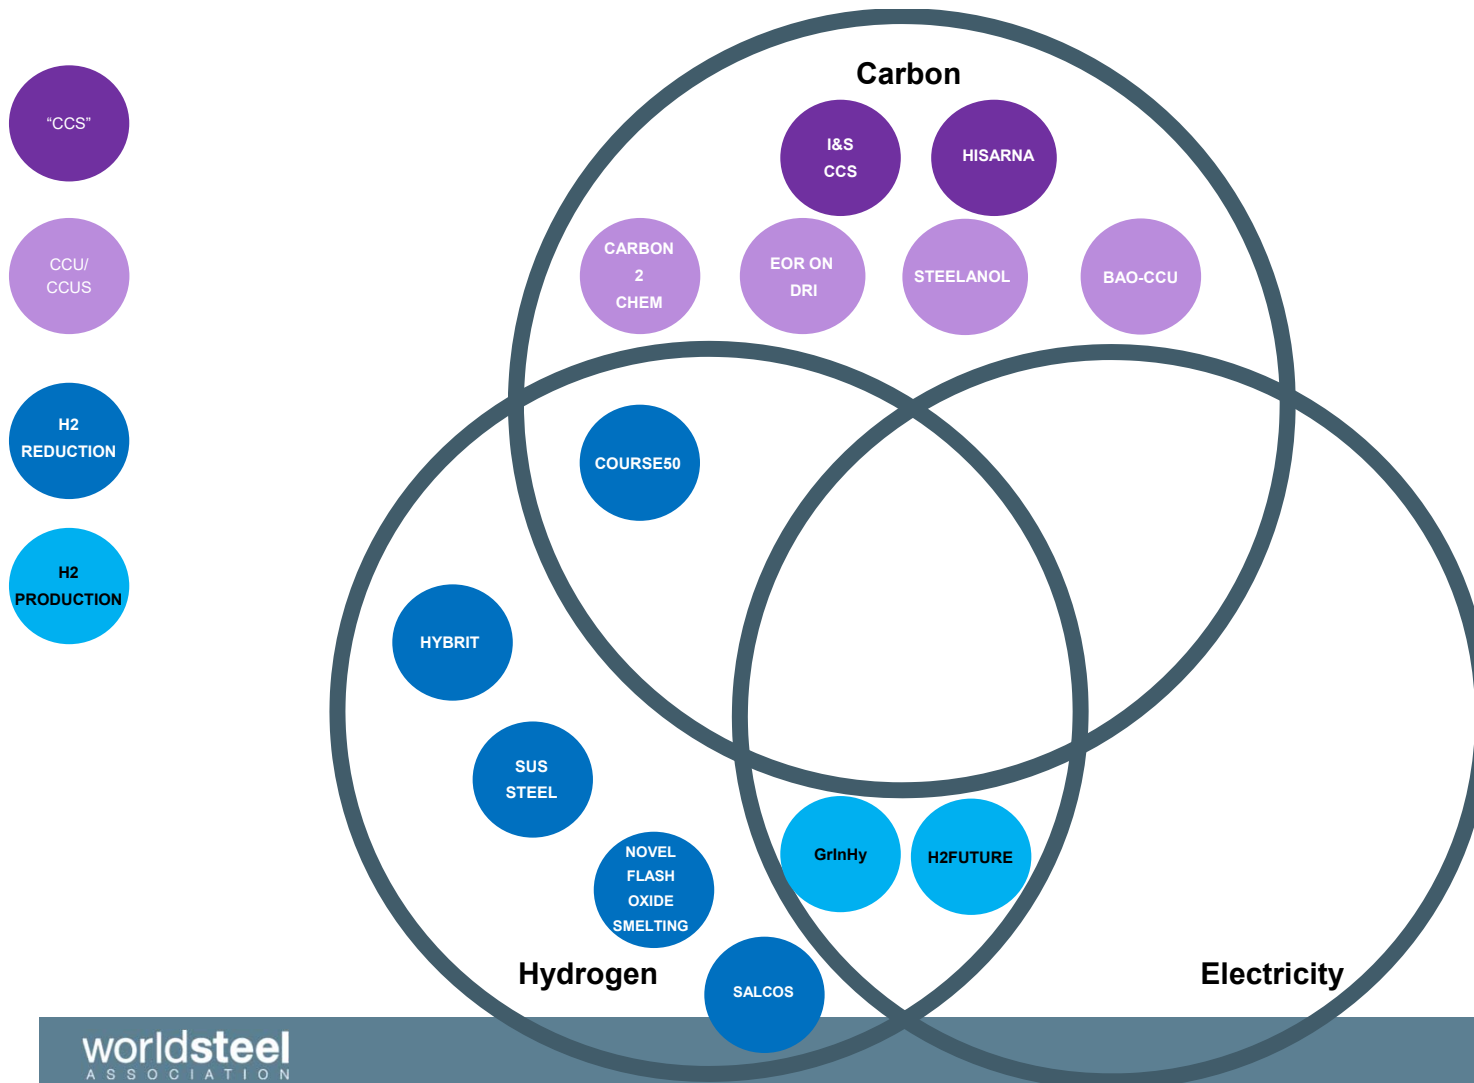 “CCS”
CCU/
CCUS
H2
REDUCTION
H2
PRODUCTION
Carbon
I&S
CCS
HISARNA
CARBON
2
CHEM
EOR ON
DRI
STEELANOL
BAO-CCU
COURSE50
HYBRIT
SUS
STEEL
NOVEL
FLASH
OXIDE
SMELTING
SALCOS
GrInHy
H2FUTURE
Hydrogen
Electricity
worldsteel
ASSOCIATION